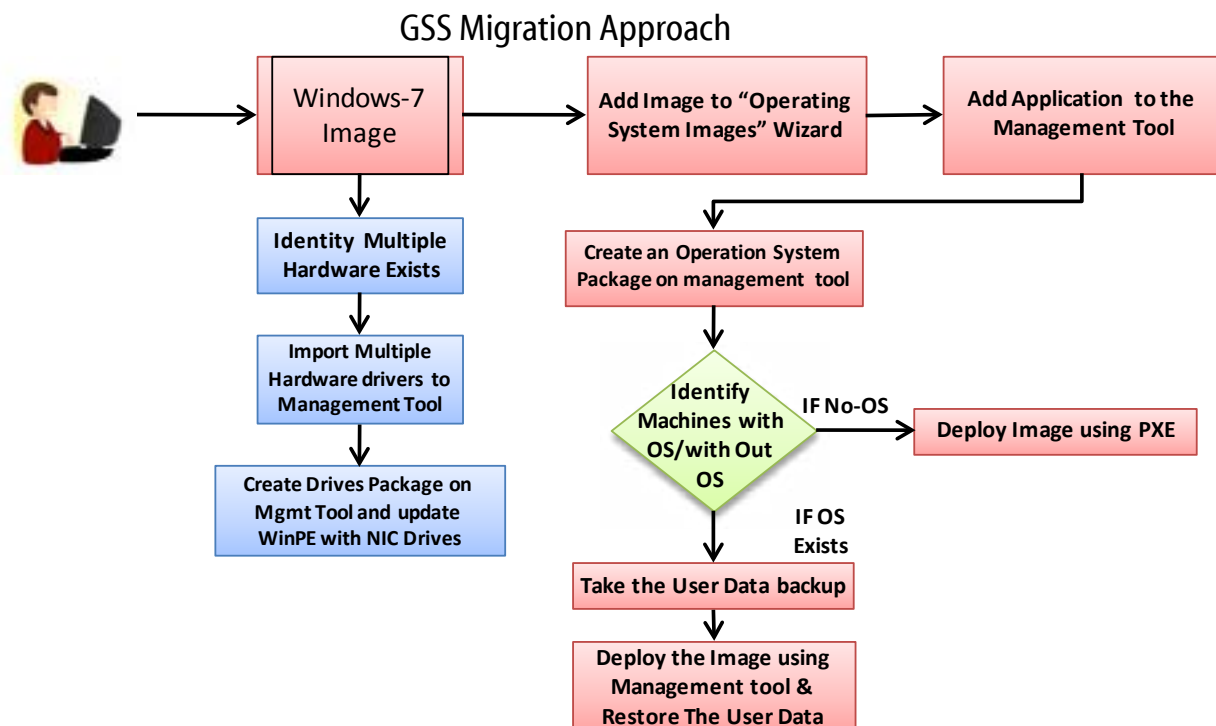 GSS Migration Approach
Windows-7
Image
Add Image to “Operating
System Images” Wizard
Add Application to the
Management Tool
Identity Multiple
Hardware Exists
Import Multiple
Hardware drivers to
Management Tool
Create Drives Package on
Mgmt Tool and update
WinPE with NIC Drives
Create an Operation System
Package on management tool
Identify
Machines with
OS/with Out
OS
IF No-OS
Deploy Image using PXE
IF OS
Exists
Take the User Data backup
Deploy the Image using
Management tool &
Restore The User Data